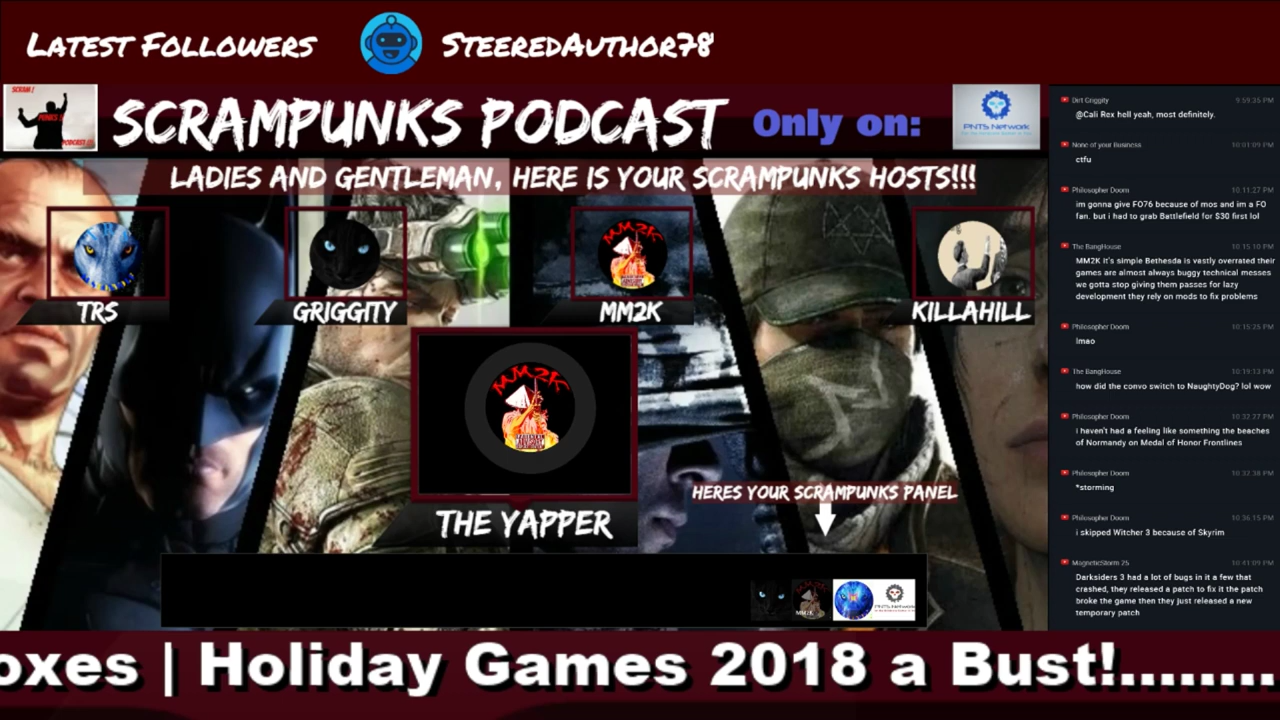 LATEST FOLLOWERS STEEREDAUTHOR78
SCRAM!
PUNKS
PODCAST
SCRAMPUNKS PODCAST Only on:
PNTS Network
LADIES AND GENTLEMAN, HERE IS YOUR SCRAMPUNKS HOSTS!!!
MM2K
TRS GRIGGITY MM2K KILLAHILL
MM2K
THE YAPPER
HERES YOUR SCRAMPUNKS PANEL
MM2K
PNTS Network
Dirt Griggity 9:59:35 PM
@Cali Rex hell yeah, most definitely.
None of your Business 10:01:09 PM
ctfu
Philosopher Doom 10:11:27 PM
im gonna give FO76 because of mos and im a FO
fan. but i had to grab Battlefield for $30 first lol
The BangHouse 10:15:10 PM
MM2K it's simple Bethesda is vastly overrated their
games are almost always buggy technical messes
we gotta stop giving them passes for lazy
development they rely on mods to fix problems
Philosopher Doom 10:15:25 PM
lmao
The BangHouse 10:19:13 PM
how did the convo switch to NaughtyDog? lol wow
Philosopher Doom 10:32:27 PM
i haven't had a feeling like something the beaches
of Normandy on Medal of Honor Frontlines
Philosopher Doom 10:32:38 PM
*storming
Philosopher Doom 10:36:15 PM
i skipped Witcher 3 because of Skyrim
MagneticStorm 25 10:41:09 PM
Darksiders 3 had a lot of bugs in it a few that
crashed, they released a patch to fix it the patch
broke the game then they just released a new
temporary patch
oxes | Holiday Games 2018 a Bust!........